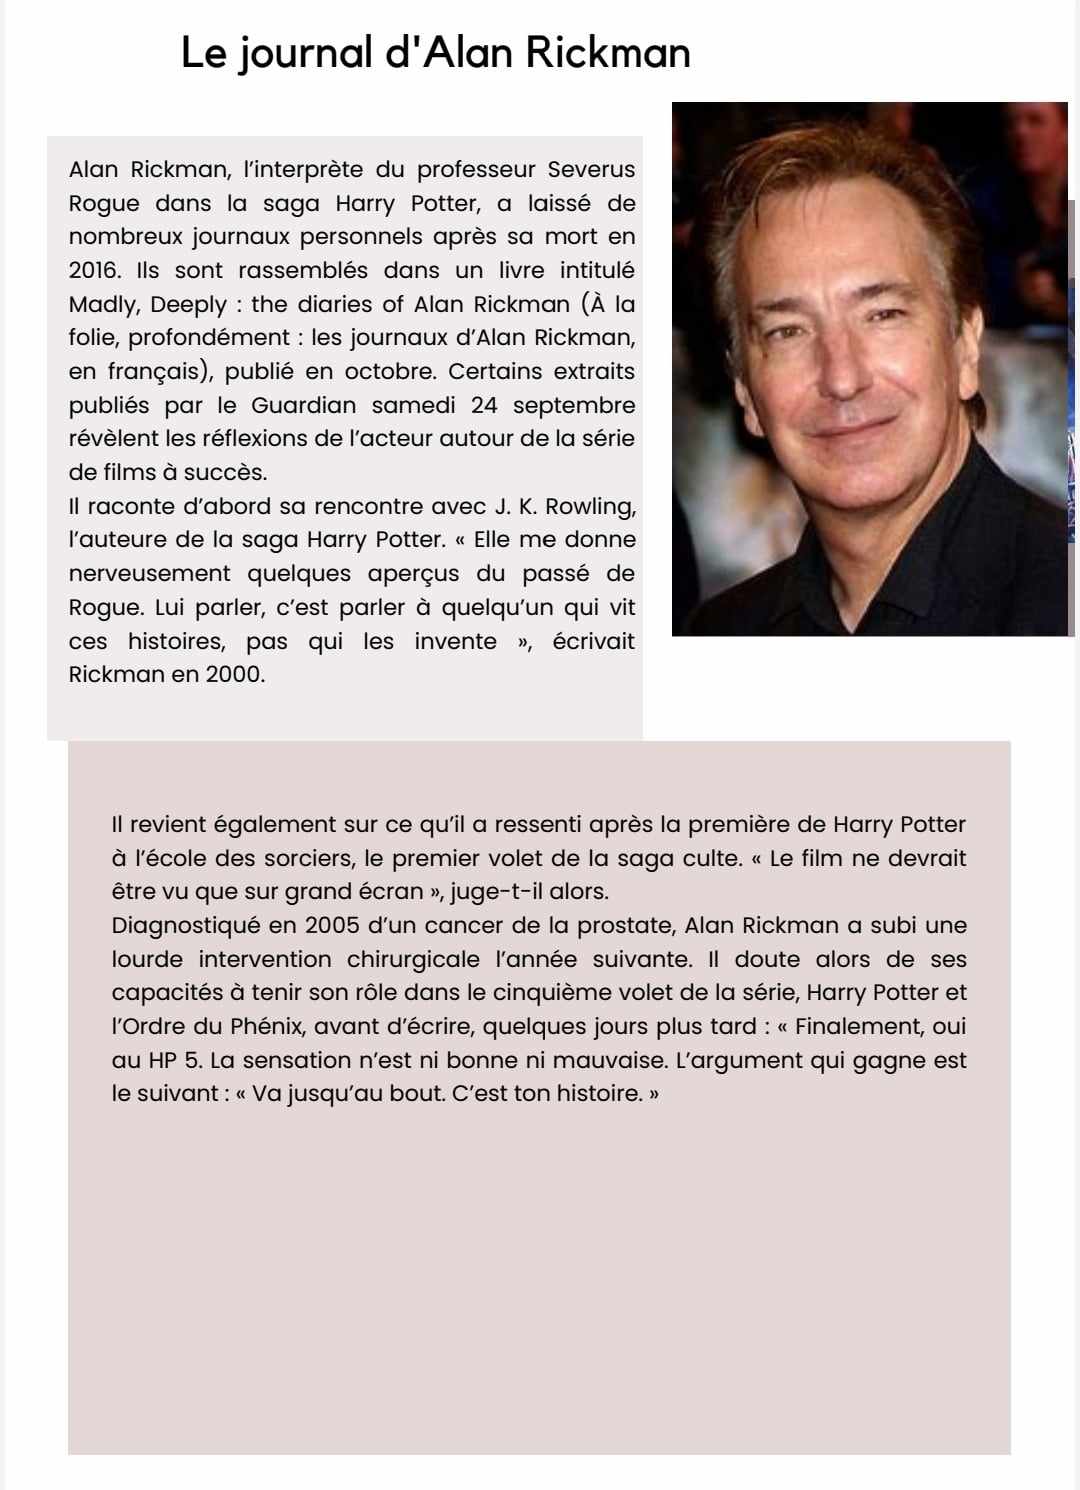 Le journal d'Alan Rickman
Alan Rickman, l’interprète du professeur Severus
Rogue dans la saga Harry Potter, a laissé de
nombreux journaux personnels après sa mort en
2016. Ils sont rassemblés dans un livre intitulé
Madly, Deeply : the diaries of Alan Rickman (À la
folie, profondément : les journaux d’Alan Rickman,
en français), publié en octobre. Certains extraits
publiés par le Guardian samedi 24 septembre
révèlent les réflexions de l’acteur autour de la série
de films à succès.
Il raconte d’abord sa rencontre avec J. K. Rowling,
l’auteure de la saga Harry Potter. « Elle me donne
nerveusement quelques aperçus du passé de
Rogue. Lui parler, c’est parler à quelqu’un qui vit
ces histoires, pas qui les invente », écrivait
Rickman en 2000.
Il revient également sur ce qu’il a ressenti après la première de Harry Potter
à l’école des sorciers, le premier volet de la saga culte. « Le film ne devrait
être vu que sur grand écran », juge-t-il alors.
Diagnostiqué en 2005 d’un cancer de la prostate, Alan Rickman a subi une
lourde intervention chirurgicale l’année suivante. Il doute alors de ses
capacités à tenir son rôle dans le cinquième volet de la série, Harry Potter et
l’Ordre du Phénix, avant d’écrire, quelques jours plus tard : « Finalement, oui
au HP 5. La sensation n’est ni bonne ni mauvaise. L’argument qui gagne est
le suivant : « Va jusqu’au bout. C’est ton histoire. »